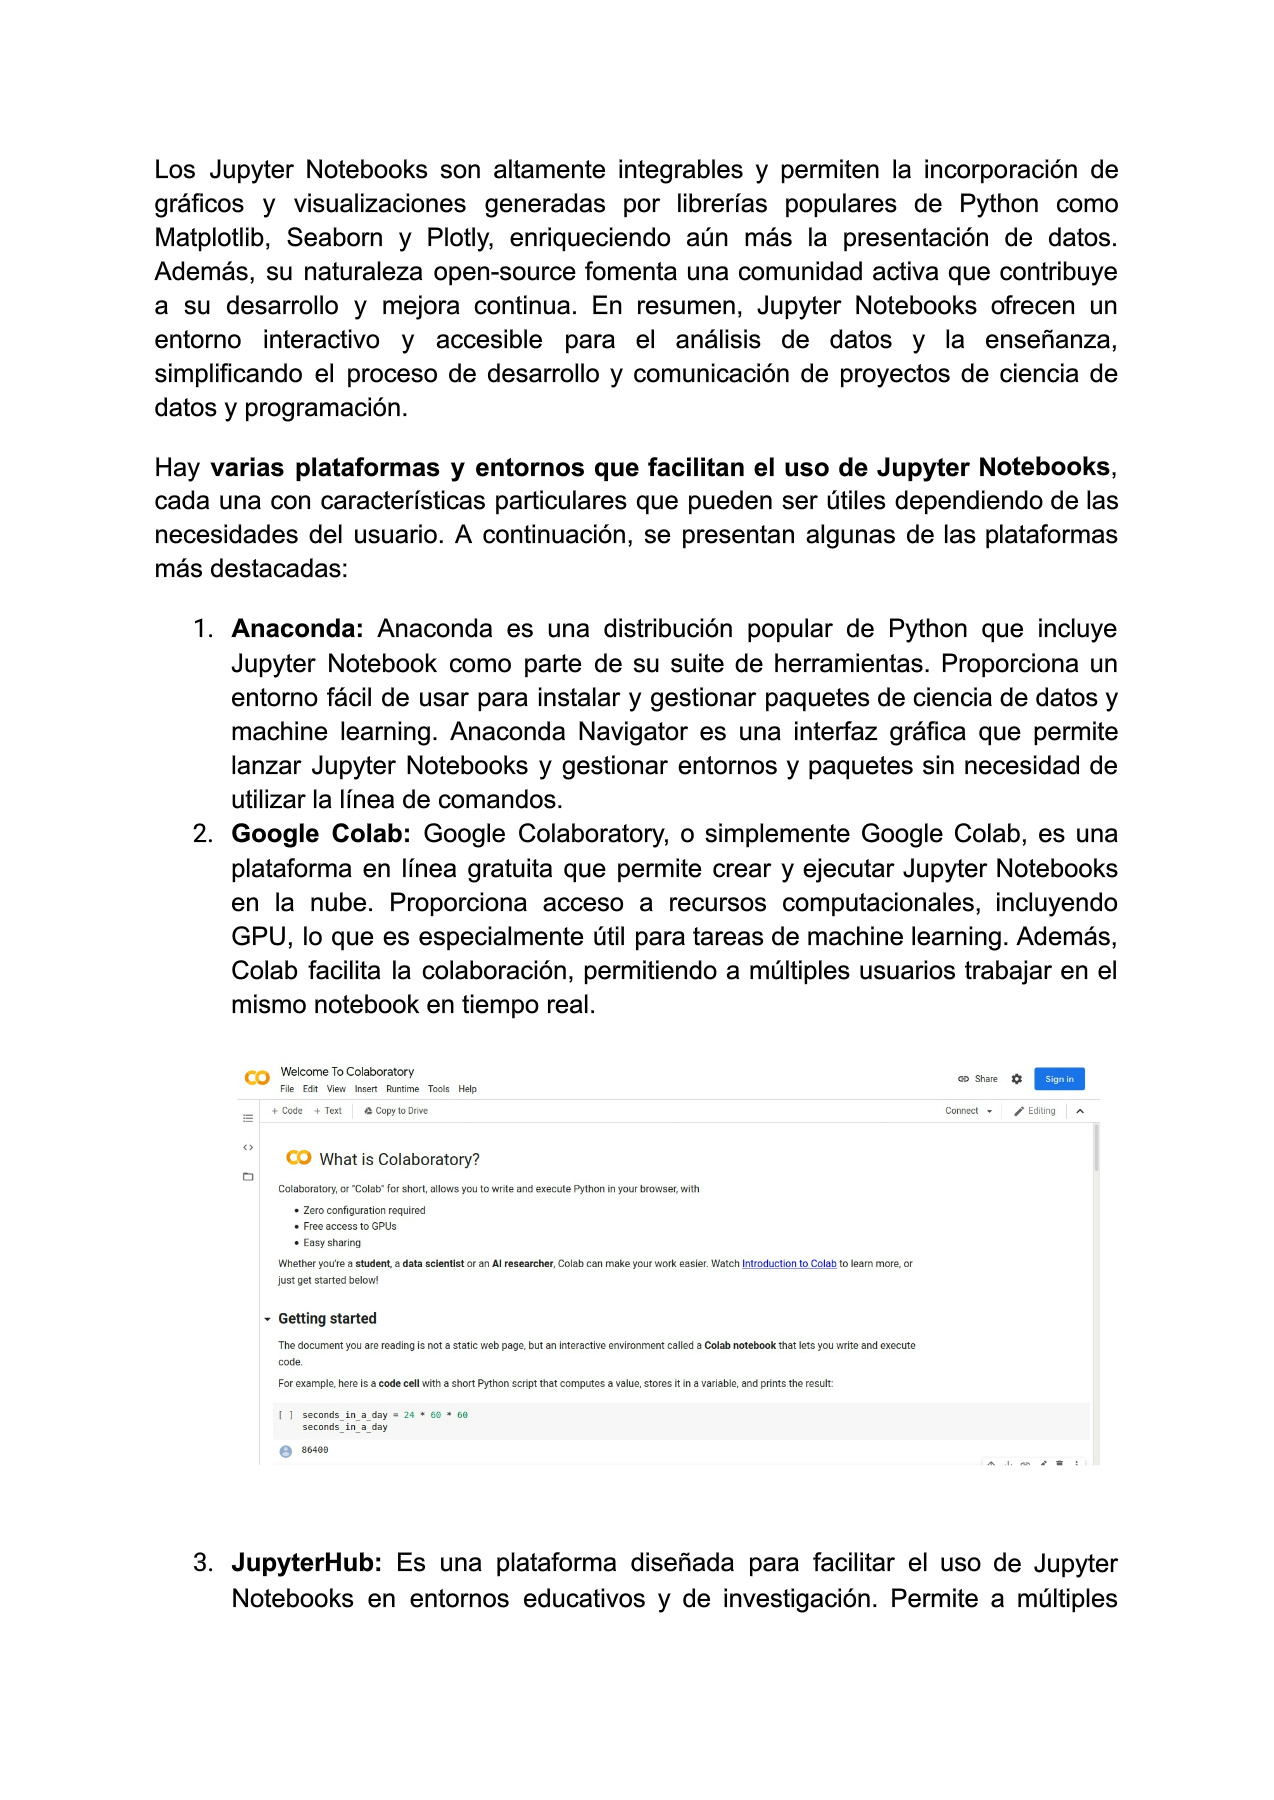 Los Jupyter Notebooks son altamente integrables y permiten la incorporación de
gráficos y visualizaciones generadas por librerías populares de Python como
Matplotlib, Seaborn y Plotly, enriqueciendo aún más la presentación de datos.
Además, su naturaleza open-source fomenta una comunidad activa que contribuye
a su desarrollo y mejora continua. En resumen, Jupyter Notebooks ofrecen un
entorno interactivo y accesible para el análisis de datos y la enseñanza,
simplificando el proceso de desarrollo y comunicación de proyectos de ciencia de
datos y programación.
Hay varias plataformas y entornos que facilitan el uso de Jupyter Notebooks,
cada una con características particulares que pueden ser útiles dependiendo de las
necesidades del usuario. A continuación, se presentan algunas de las plataformas
más destacadas:
1. Anaconda: Anaconda es una distribución popular de Python que incluye
Jupyter Notebook como parte de su suite de herramientas. Proporciona un
entorno fácil de usar para instalar y gestionar paquetes de ciencia de datos y
machine learning. Anaconda Navigator es una interfaz gráfica que permite
lanzar Jupyter Notebooks y gestionar entornos y paquetes sin necesidad de
utilizar la línea de comandos.
2. Google Colab: Google Colaboratory, o simplemente Google Colab, es una
plataforma en línea gratuita que permite crear y ejecutar Jupyter Notebooks
en la nube. Proporciona acceso a recursos computacionales, incluyendo
GPU, lo que es especialmente útil para tareas de machine learning. Además,
Colab facilita la colaboración, permitiendo a múltiples usuarios trabajar en el
mismo notebook en tiempo real.
Welcome To Colaboratory
File Edit View Insert Runtime Tools Help
Share Sign in
+ Code + Text Copy to Drive
Connect Editing
What is Colaboratory?
Colaboratory, or "Colab" for short, allows you to write and execute Python in your browser, with
• Zero configuration required
• Free access to GPUs
• Easy sharing
Whether you're a student, a data scientist or an AI researcher, Colab can make your work easier. Watch Introduction to Colab to learn more, or
just get started below!
Getting started
The document you are reading is not a static web page, but an interactive environment called a Colab notebook that lets you write and execute
code.
For example, here is a code cell with a short Python script that computes a value, stores it in a variable, and prints the result:
[ ] seconds_in_a_day = 24 * 60 * 60
seconds_in_a_day
86400
3. JupyterHub: Es una plataforma diseñada para facilitar el uso de Jupyter
Notebooks en entornos educativos y de investigación. Permite a múltiples